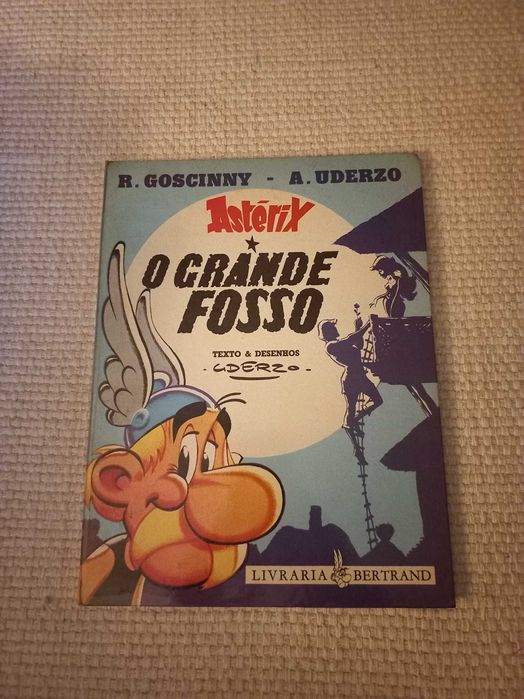 R. GOSCINNY - A. UDERZO
Astérix
O GRANDE
FOSSO
TEXTO & DESENHOS
- UDERZO -
LIVRARIA BERTRAND